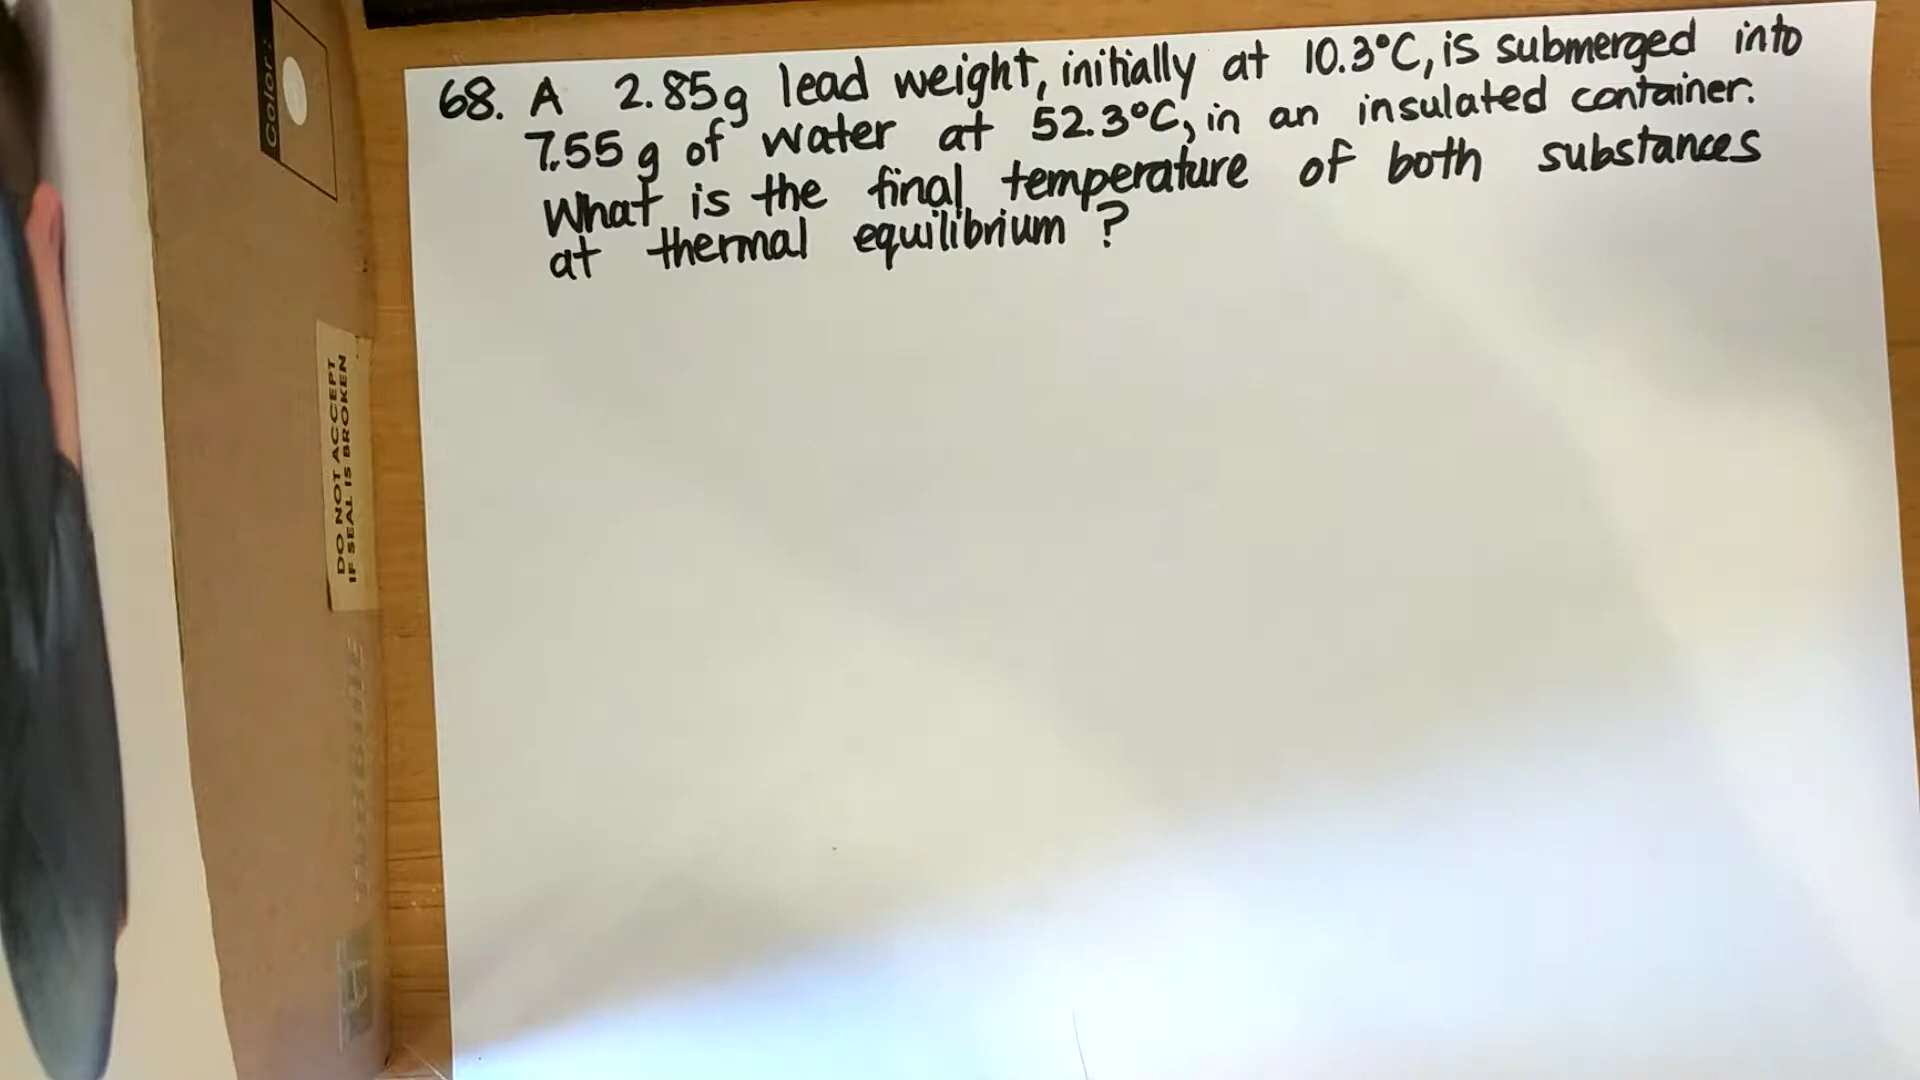 68. A 2.85g lead weight, initially at 10.3°C, is submerged into
7.55 g of water at 52.3°C, in an insulated container.
What is the final temperature of both substances
at thermal equilibrium ?
Color:
DO NOT ACCEPT
IF SEAL IS BROKEN